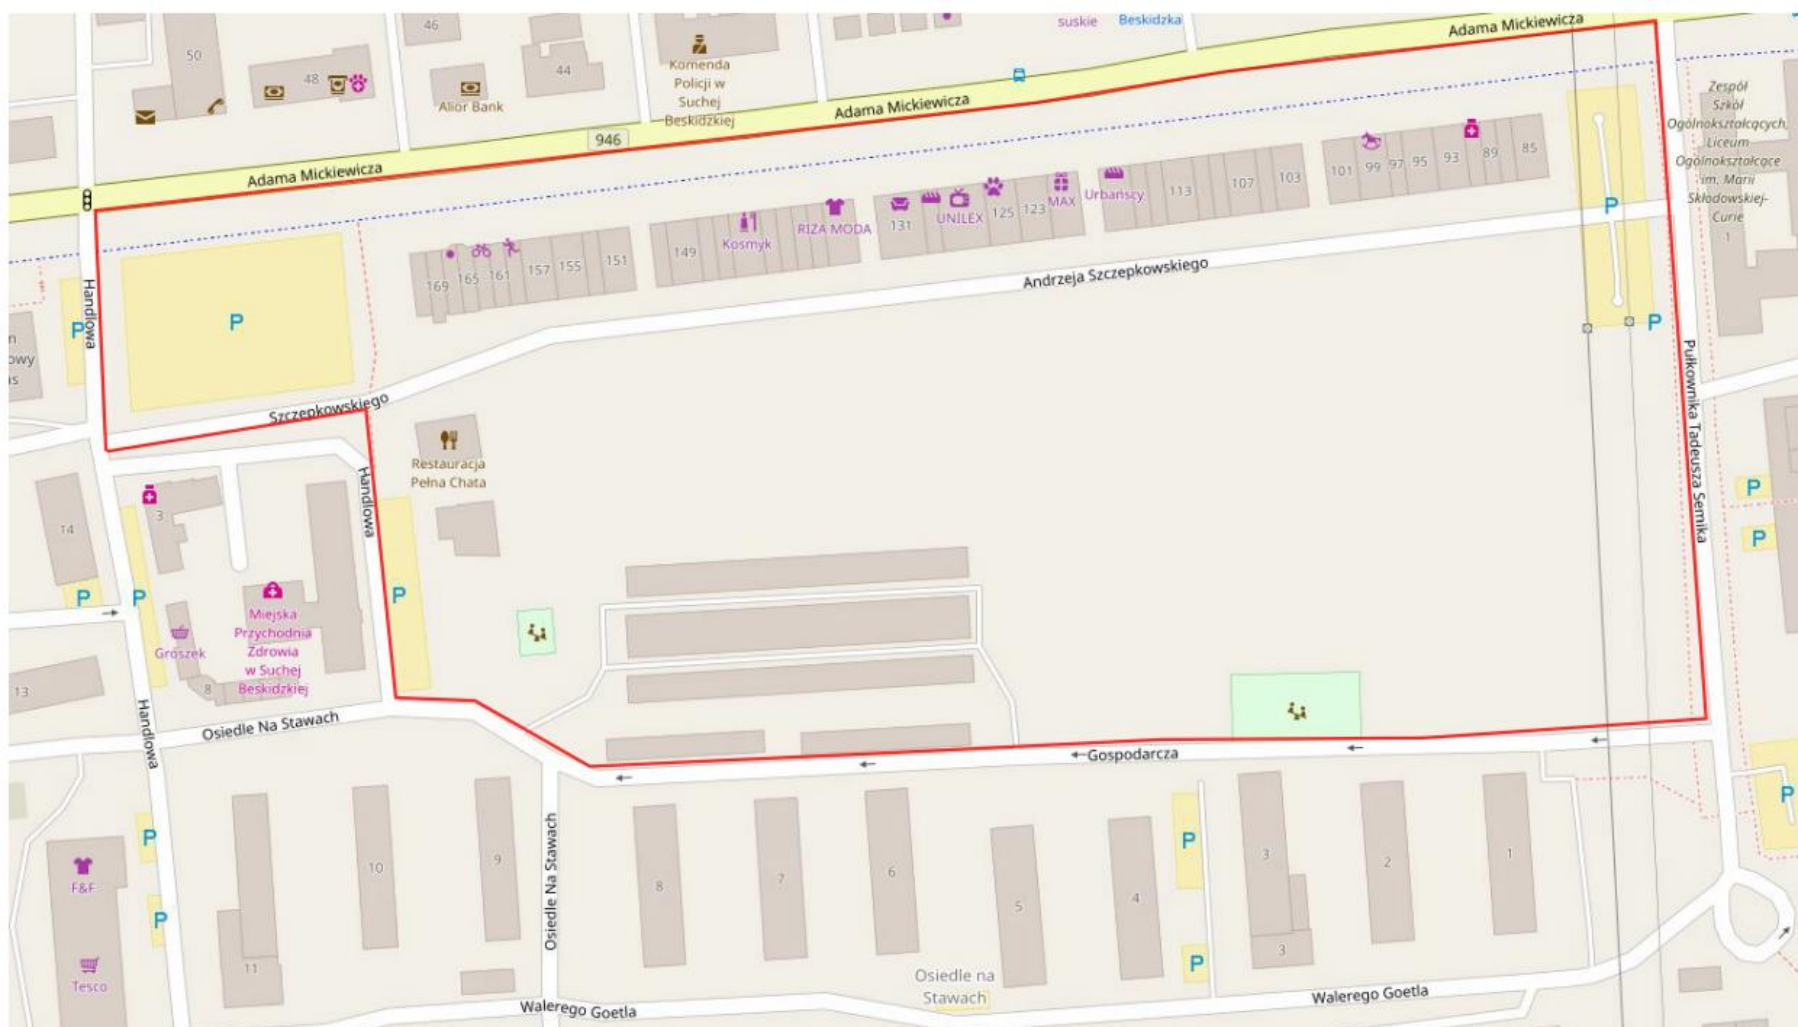 46
suskie
Beskidzka
Adama Mickiewicza
50
48
44
Komenda
Policji w
Suchej
Beskidzkiej
Alior Bank
Adama Mickiewicza
946
Adama Mickiewicza
Zespół
Szkół
Ogólnokształcących,
Liceum
Ogólnokształcące
im. Marii
Skłodowskiej-
Curie
1
101
99
97
95
93
89
85
Urbańscy
113
107
103
MAX
UNILEX
131
125
123
RIZA MODA
Kosmyk
149
169
165
161
157
155
151
P
P
P
P
Handlowa
Andrzeja Szczepkowskiego
Szczepkowskiego
Pułkownika Tadeusza Semika
Restauracja
Pełna Chata
Handlowa
14
3
P
P
P
P
P
Miejska
Przychodnia
Zdrowia
w Suchej
Beskidzkiej
Groszek
13
8
Osiedle Na Stawach
Handlowa
Gospodarcza
P
P
P
P
P
F&F
Tesco
11
10
9
Osiedle Na Stawach
8
7
6
5
4
3
3
2
1
Osiedle na
Stawach
Walerego Goetla
Walerego Goetla